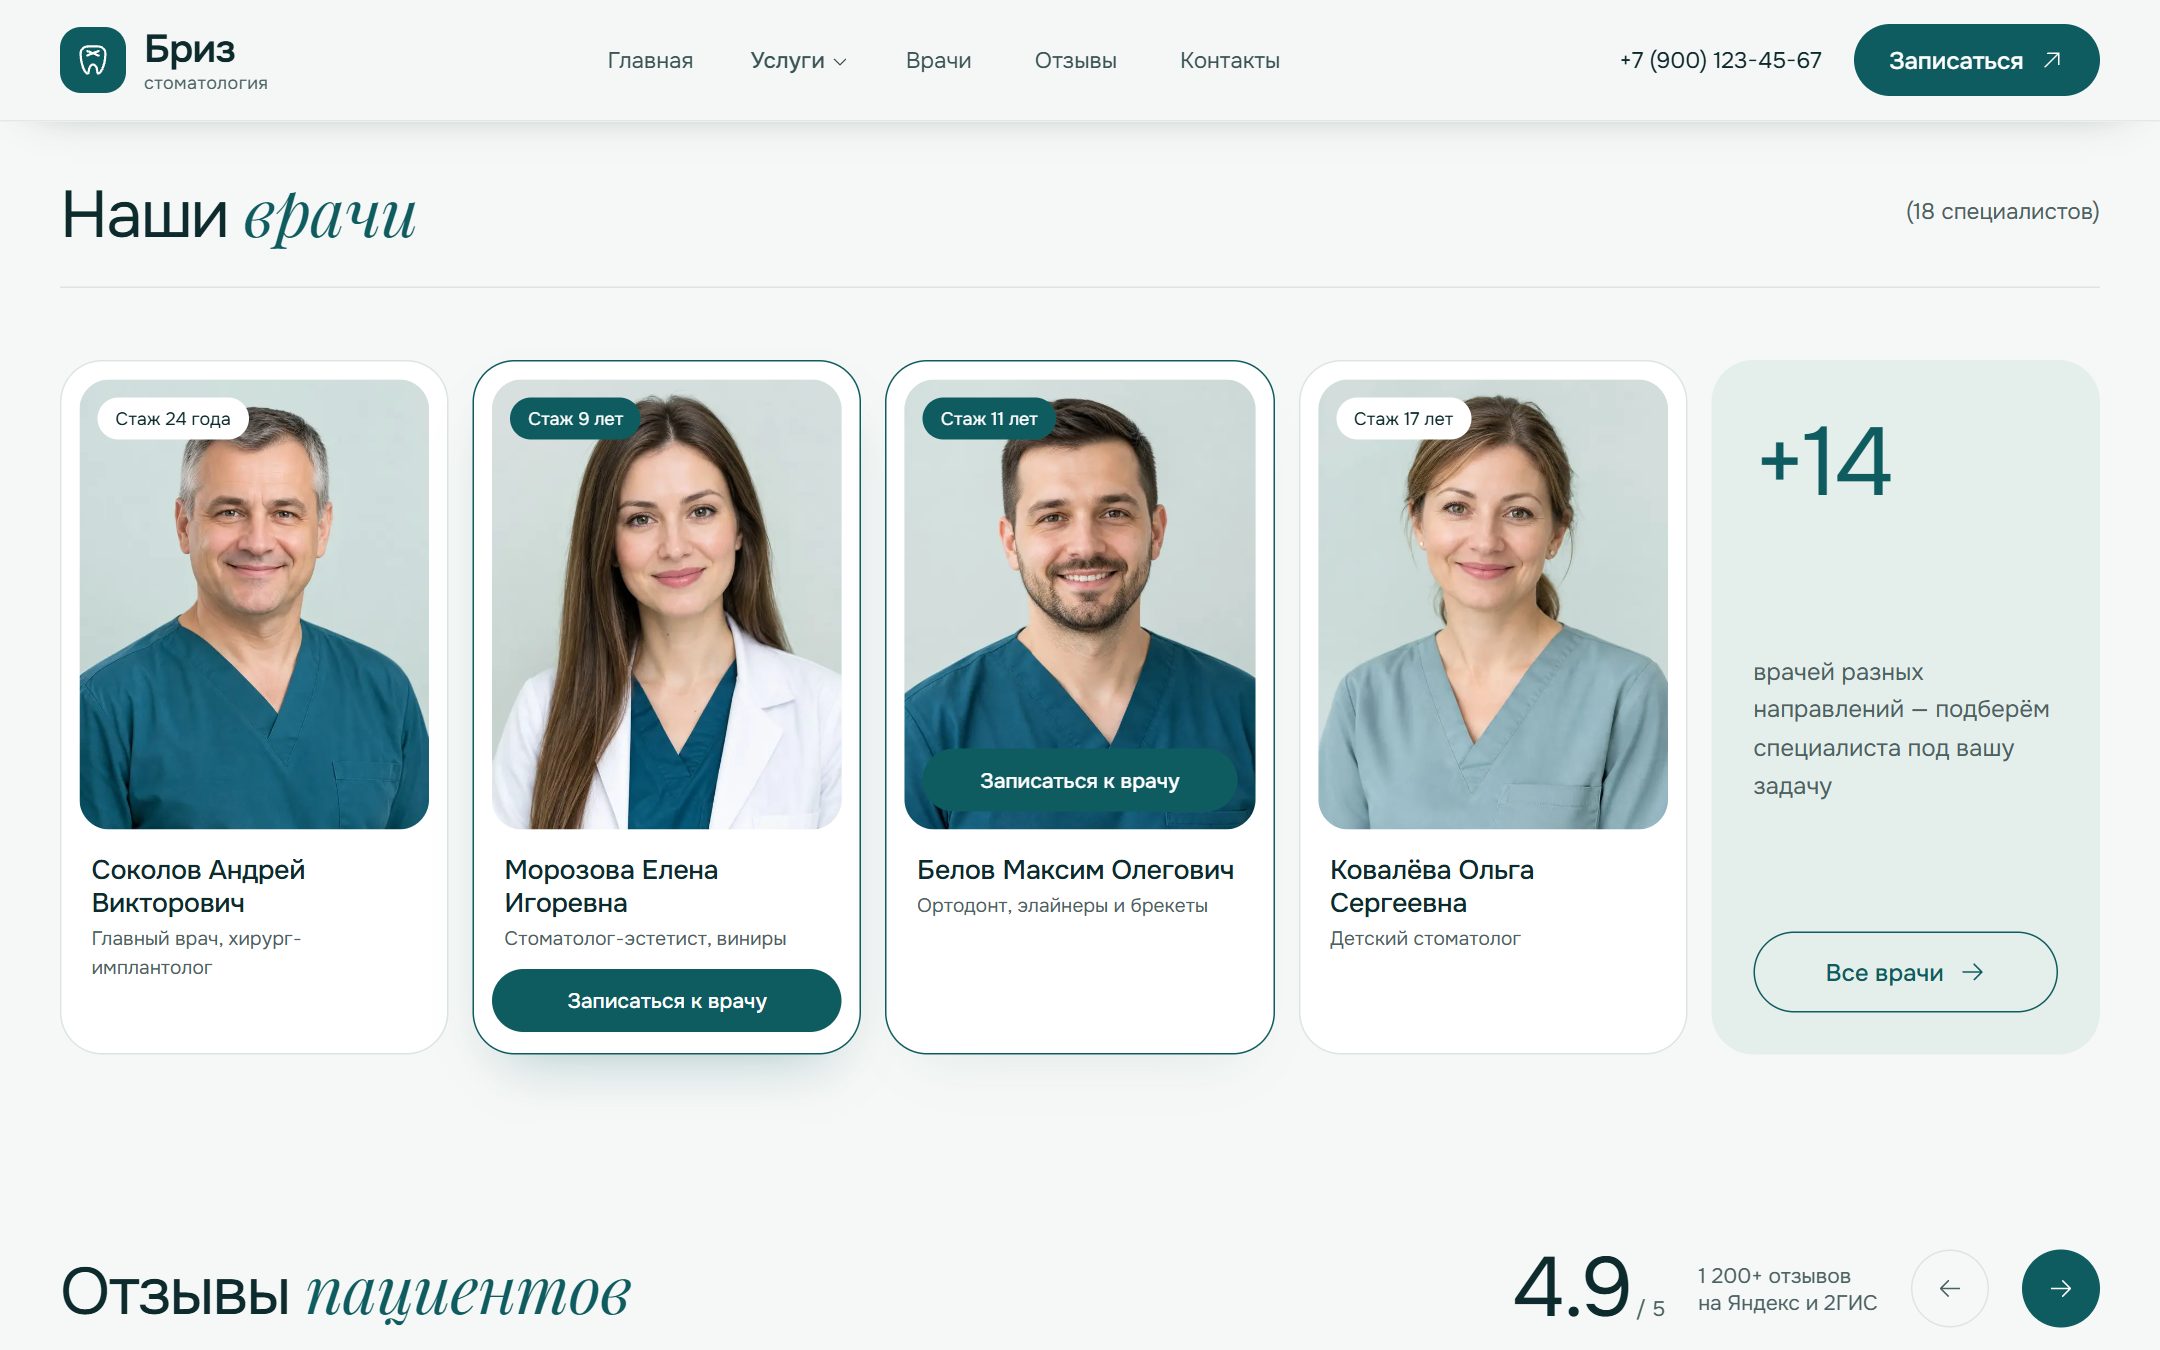 Бриз
стоматология
Главная
Услуги
Врачи
Отзывы
Контакты
+7 (900) 123-45-67
Записаться
Наши врачи
(18 специалистов)
Стаж 24 года
Соколов Андрей
Викторович
Главный врач, хирург-
имплантолог
Стаж 9 лет
Морозова Елена
Игоревна
Стоматолог-эстетист, виниры
Записаться к врачу
Стаж 11 лет
Записаться к врачу
Белов Максим Олегович
Ортодонт, элайнеры и брекеты
Стаж 17 лет
Ковалёва Ольга
Сергеевна
Детский стоматолог
+14
врачей разных
направлений — подберём
специалиста под вашу
задачу
Все врачи
Отзывы пациентов
4.9 / 5
1 200+ отзывов
на Яндекс и 2ГИС